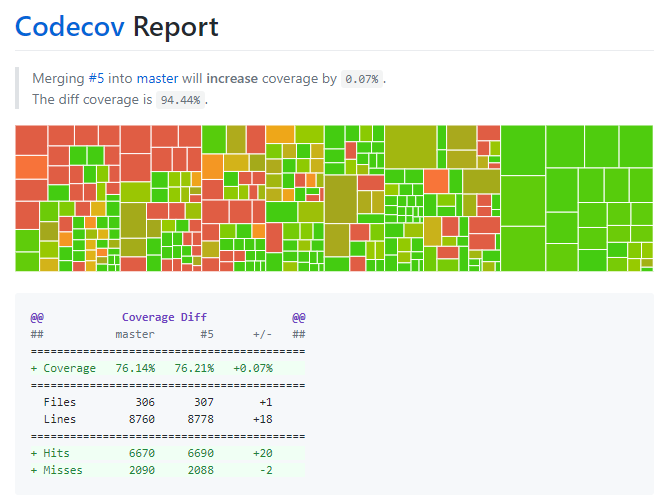 Codecov Report
Merging #5 into master will increase coverage by 0.07% .
The diff coverage is 94.44% .
@@ Coverage Diff @@
## master #5 +/- ##
===========================================
+ Coverage 76.14% 76.21% +0.07%
===========================================
Files 306 307 +1
Lines 8760 8778 +18
===========================================
+ Hits 6670 6690 +20
+ Misses 2090 2088 -2